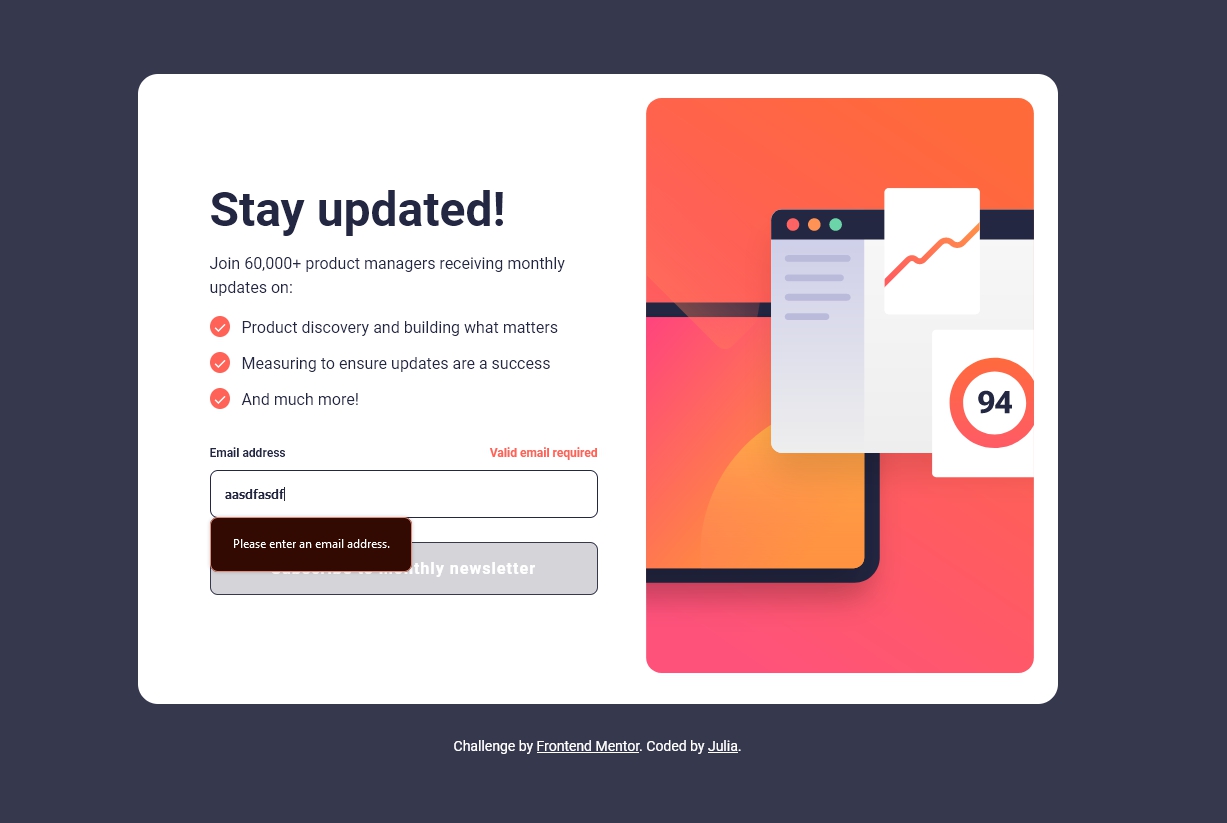 Stay updated!
Join 60,000+ product managers receiving monthly
updates on:
Product discovery and building what matters
Measuring to ensure updates are a success
And much more!
Email address
Valid email required
aasdfasdf
Please enter an email address.
newsletter
94
Challenge by Frontend Mentor. Coded by Julia.